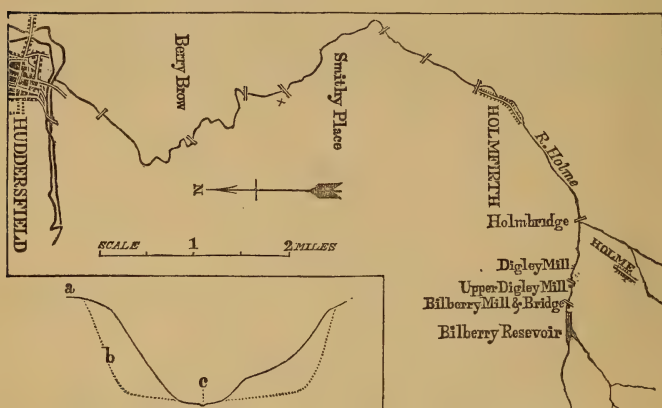 HUDDERSFIELD
Berry Brow
Smithy Place
HOLMFIRTH
R. Holme
N
Holmbridge
HOLME
SCALE 1 2 MILES
Digley Mill
Upper Digley Mill
Bilberry Mill & Bridge
Bilberry Resevoir
a
b
c